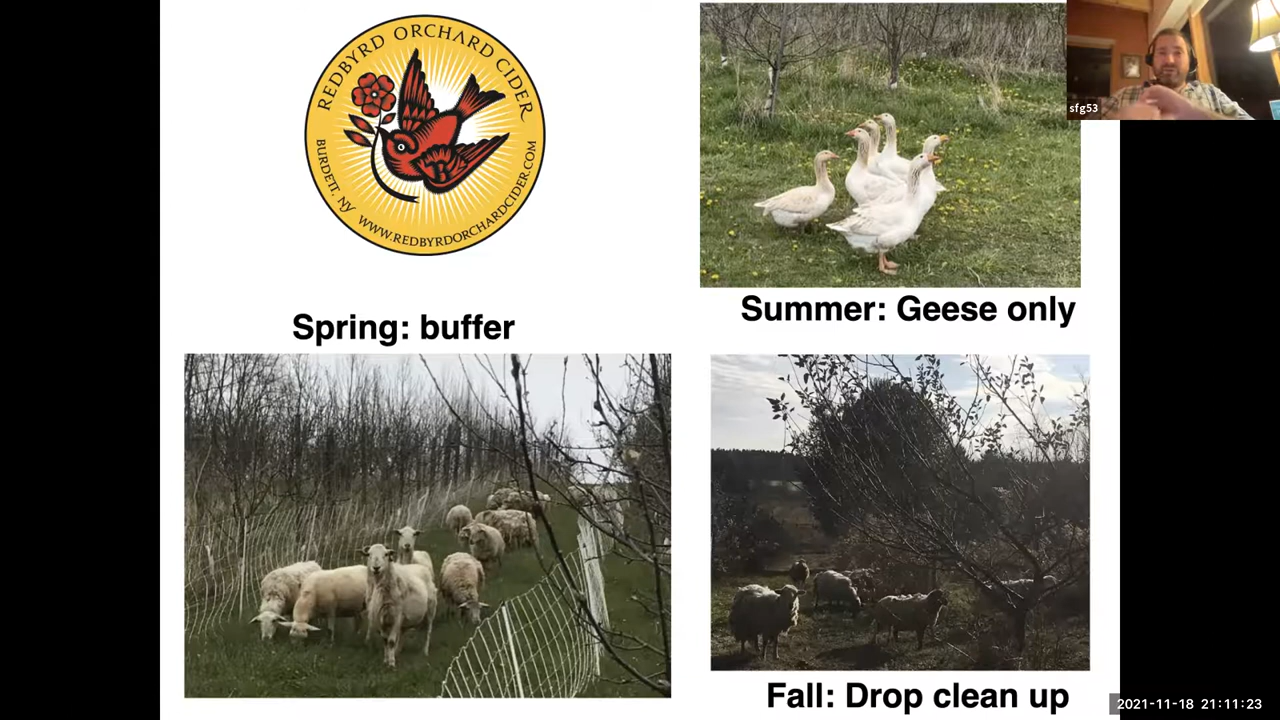 REDBYRD ORCHARD CIDER
BURDETT, NY WWW.REDBYRDORCHARDCIDER.COM
sfg53
Summer: Geese only
Spring: buffer
Fall: Drop clean up
2021-11-18 21:11:23